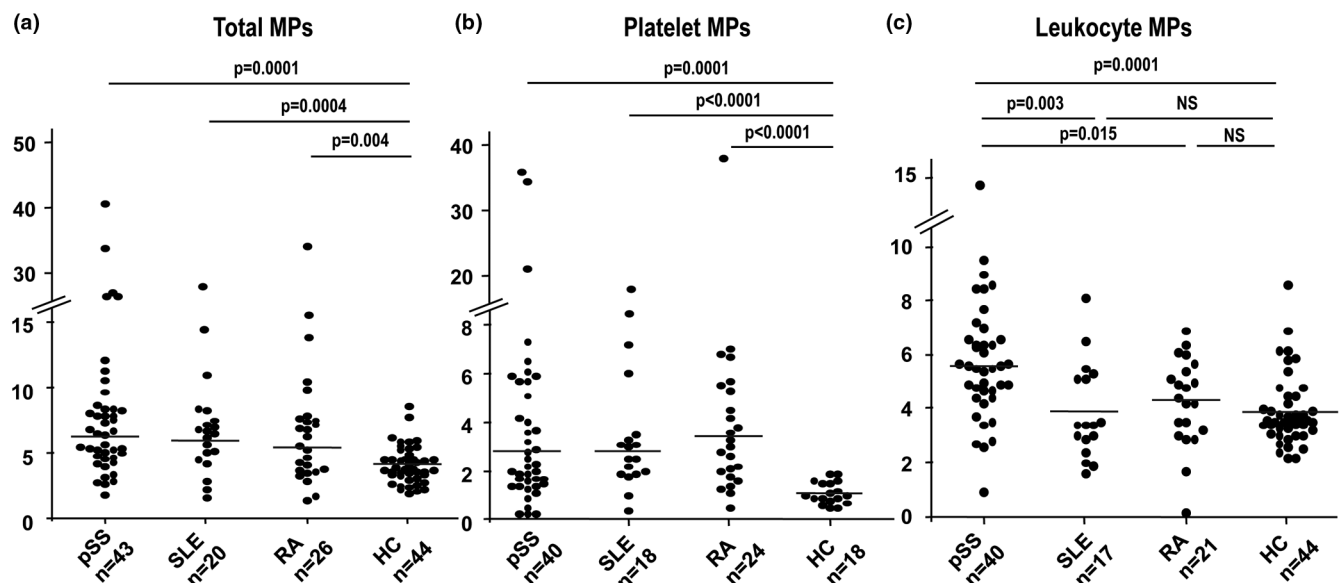 (a) Total MPs
p=0.0001
p=0.0004
p=0.004
50
40
30
15
10
5
0
pSS
n=43
SLE
n=20
RA
n=26
HC
n=44
(b) Platelet MPs
p=0.0001
p<0.0001
p<0.0001
40
30
20
8
6
4
2
0
pSS
n=40
SLE
n=18
RA
n=24
HC
n=18
(c) Leukocyte MPs
p=0.0001
p=0.003 NS
p=0.015 NS
15
10
8
6
4
2
0
pSS
n=40
SLE
n=17
RA
n=21
HC
n=44